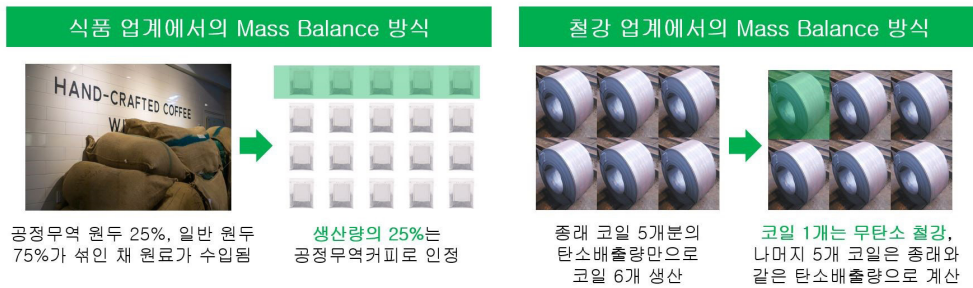 식품 업계에서의 Mass Balance 방식
HAND-CRAFTED COFFEE
공정무역 원두 25%, 일반 원두
75%가 섞인 채 원료가 수입됨
생산량의 25%는
공정무역커피로 인정
철강 업계에서의 Mass Balance 방식
종래 코일 5개분의
탄소배출량만으로
코일 6개 생산
코일 1개는 무탄소 철강,
나머지 5개 코일은 종래와
같은 탄소배출량으로 계산